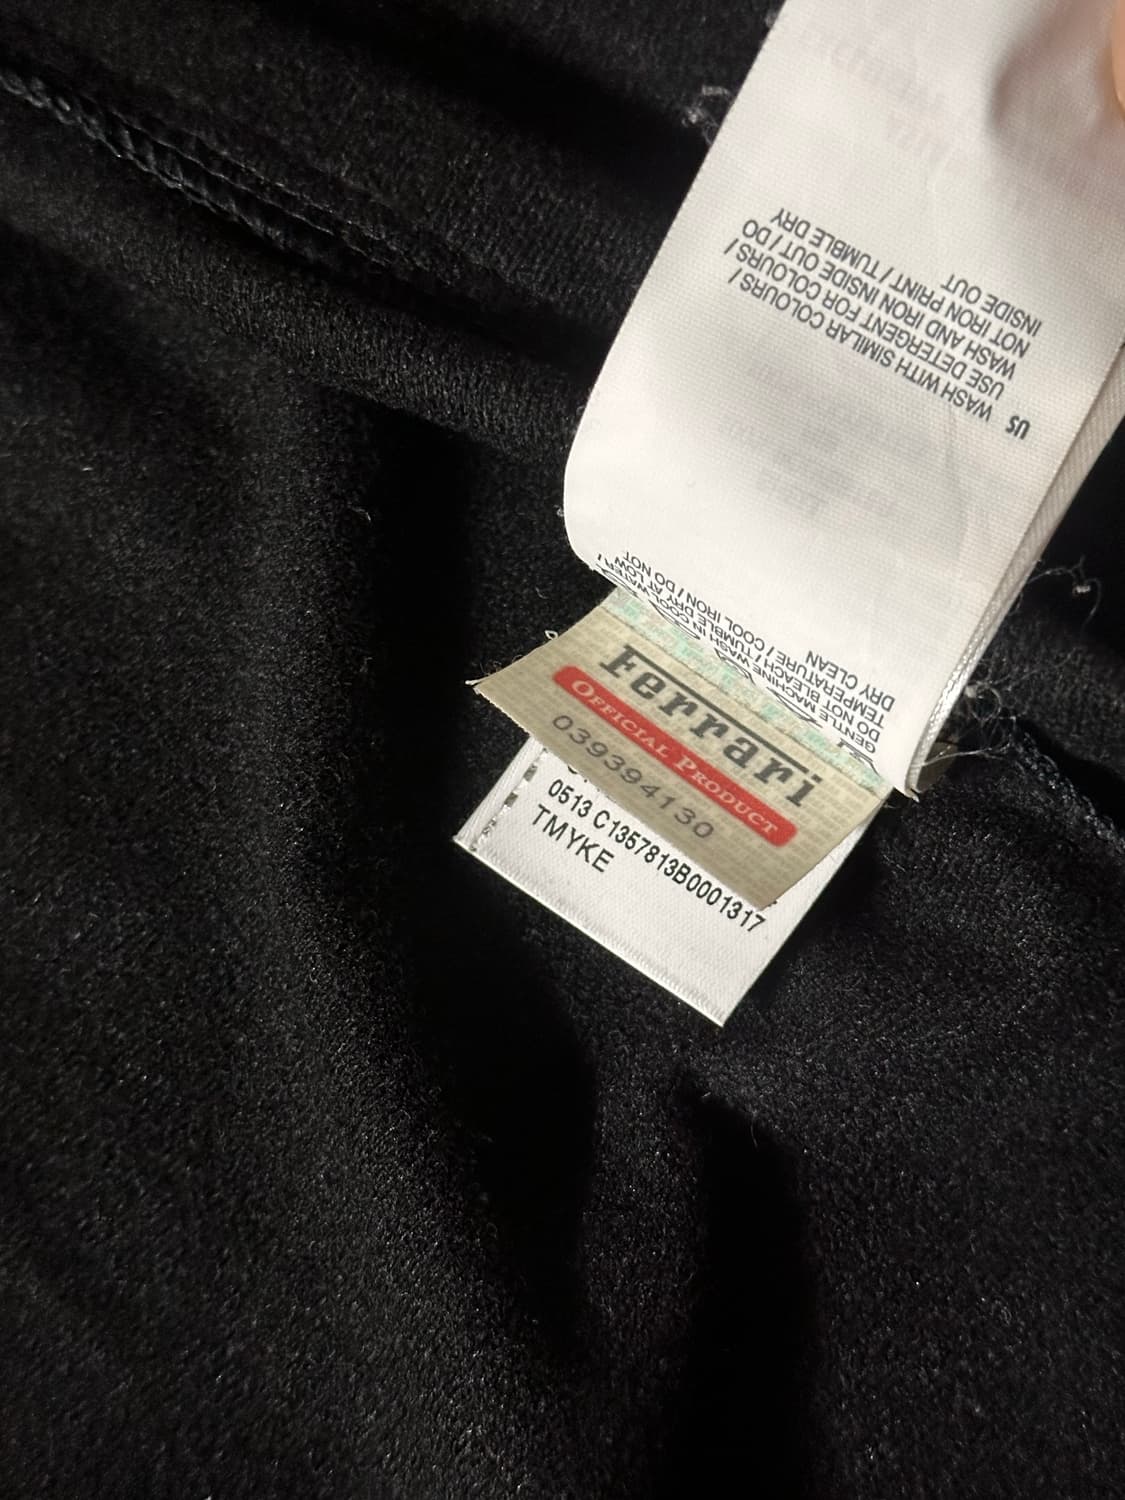 US WASH WITH SIMILAR COLOURS /
USE DETERGENT FOR COLOURS /
WASH AND IRON INSIDE OUT / DO
NOT IRON PRINT / TUMBLE DRY
INSIDE OUT
GENTLE MACHINE WASH IN COOL WATER /
DO NOT BLEACH / TUMBLE DRY AT LOW
TEMPERATURE / COOL IRON / DO NOT
DRY CLEAN
Ferrari
OFFICIAL PRODUCT
039394130
0513 C1357813B0001317
TMYKE